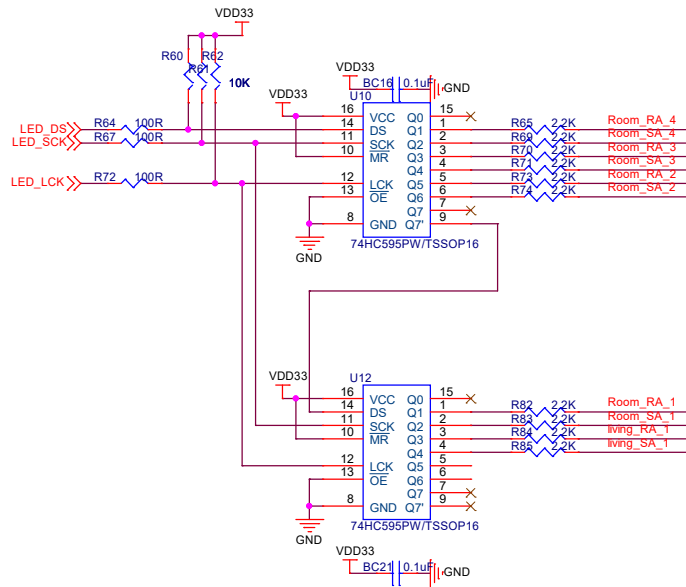 VDD33
R60 R62
R61 10K
VDD33
BC16 0.1uF GND
U10
VDD33
16 VCC Q0 15
LED_DS R64 100R 14 DS Q1 1 R65 2.2K Room_RA_4
LED_SCK R67 100R 11 SCK Q2 2 R69 2.2K Room_SA_4
10 MR Q3 3 R70 2.2K Room_RA_3
Q4 4 R71 2.2K Room_SA_3
LED_LCK R72 100R 12 LCK Q5 5 R73 2.2K Room_RA_2
13 OE Q6 6 R74 2.2K Room_SA_2
Q7 7
8 GND Q7' 9
74HC595PW/TSSOP16
GND
U12
VDD33
16 VCC Q0 15
14 DS Q1 1 R82 2.2K Room_RA_1
11 SCK Q2 2 R83 2.2K Room_SA_1
10 MR Q3 3 R84 2.2K living_RA_1
Q4 4 R85 2.2K living_SA_1
12 LCK Q5 5
13 OE Q6 6
Q7 7
8 GND Q7' 9
74HC595PW/TSSOP16
GND
VDD33
BC21 0.1uF GND